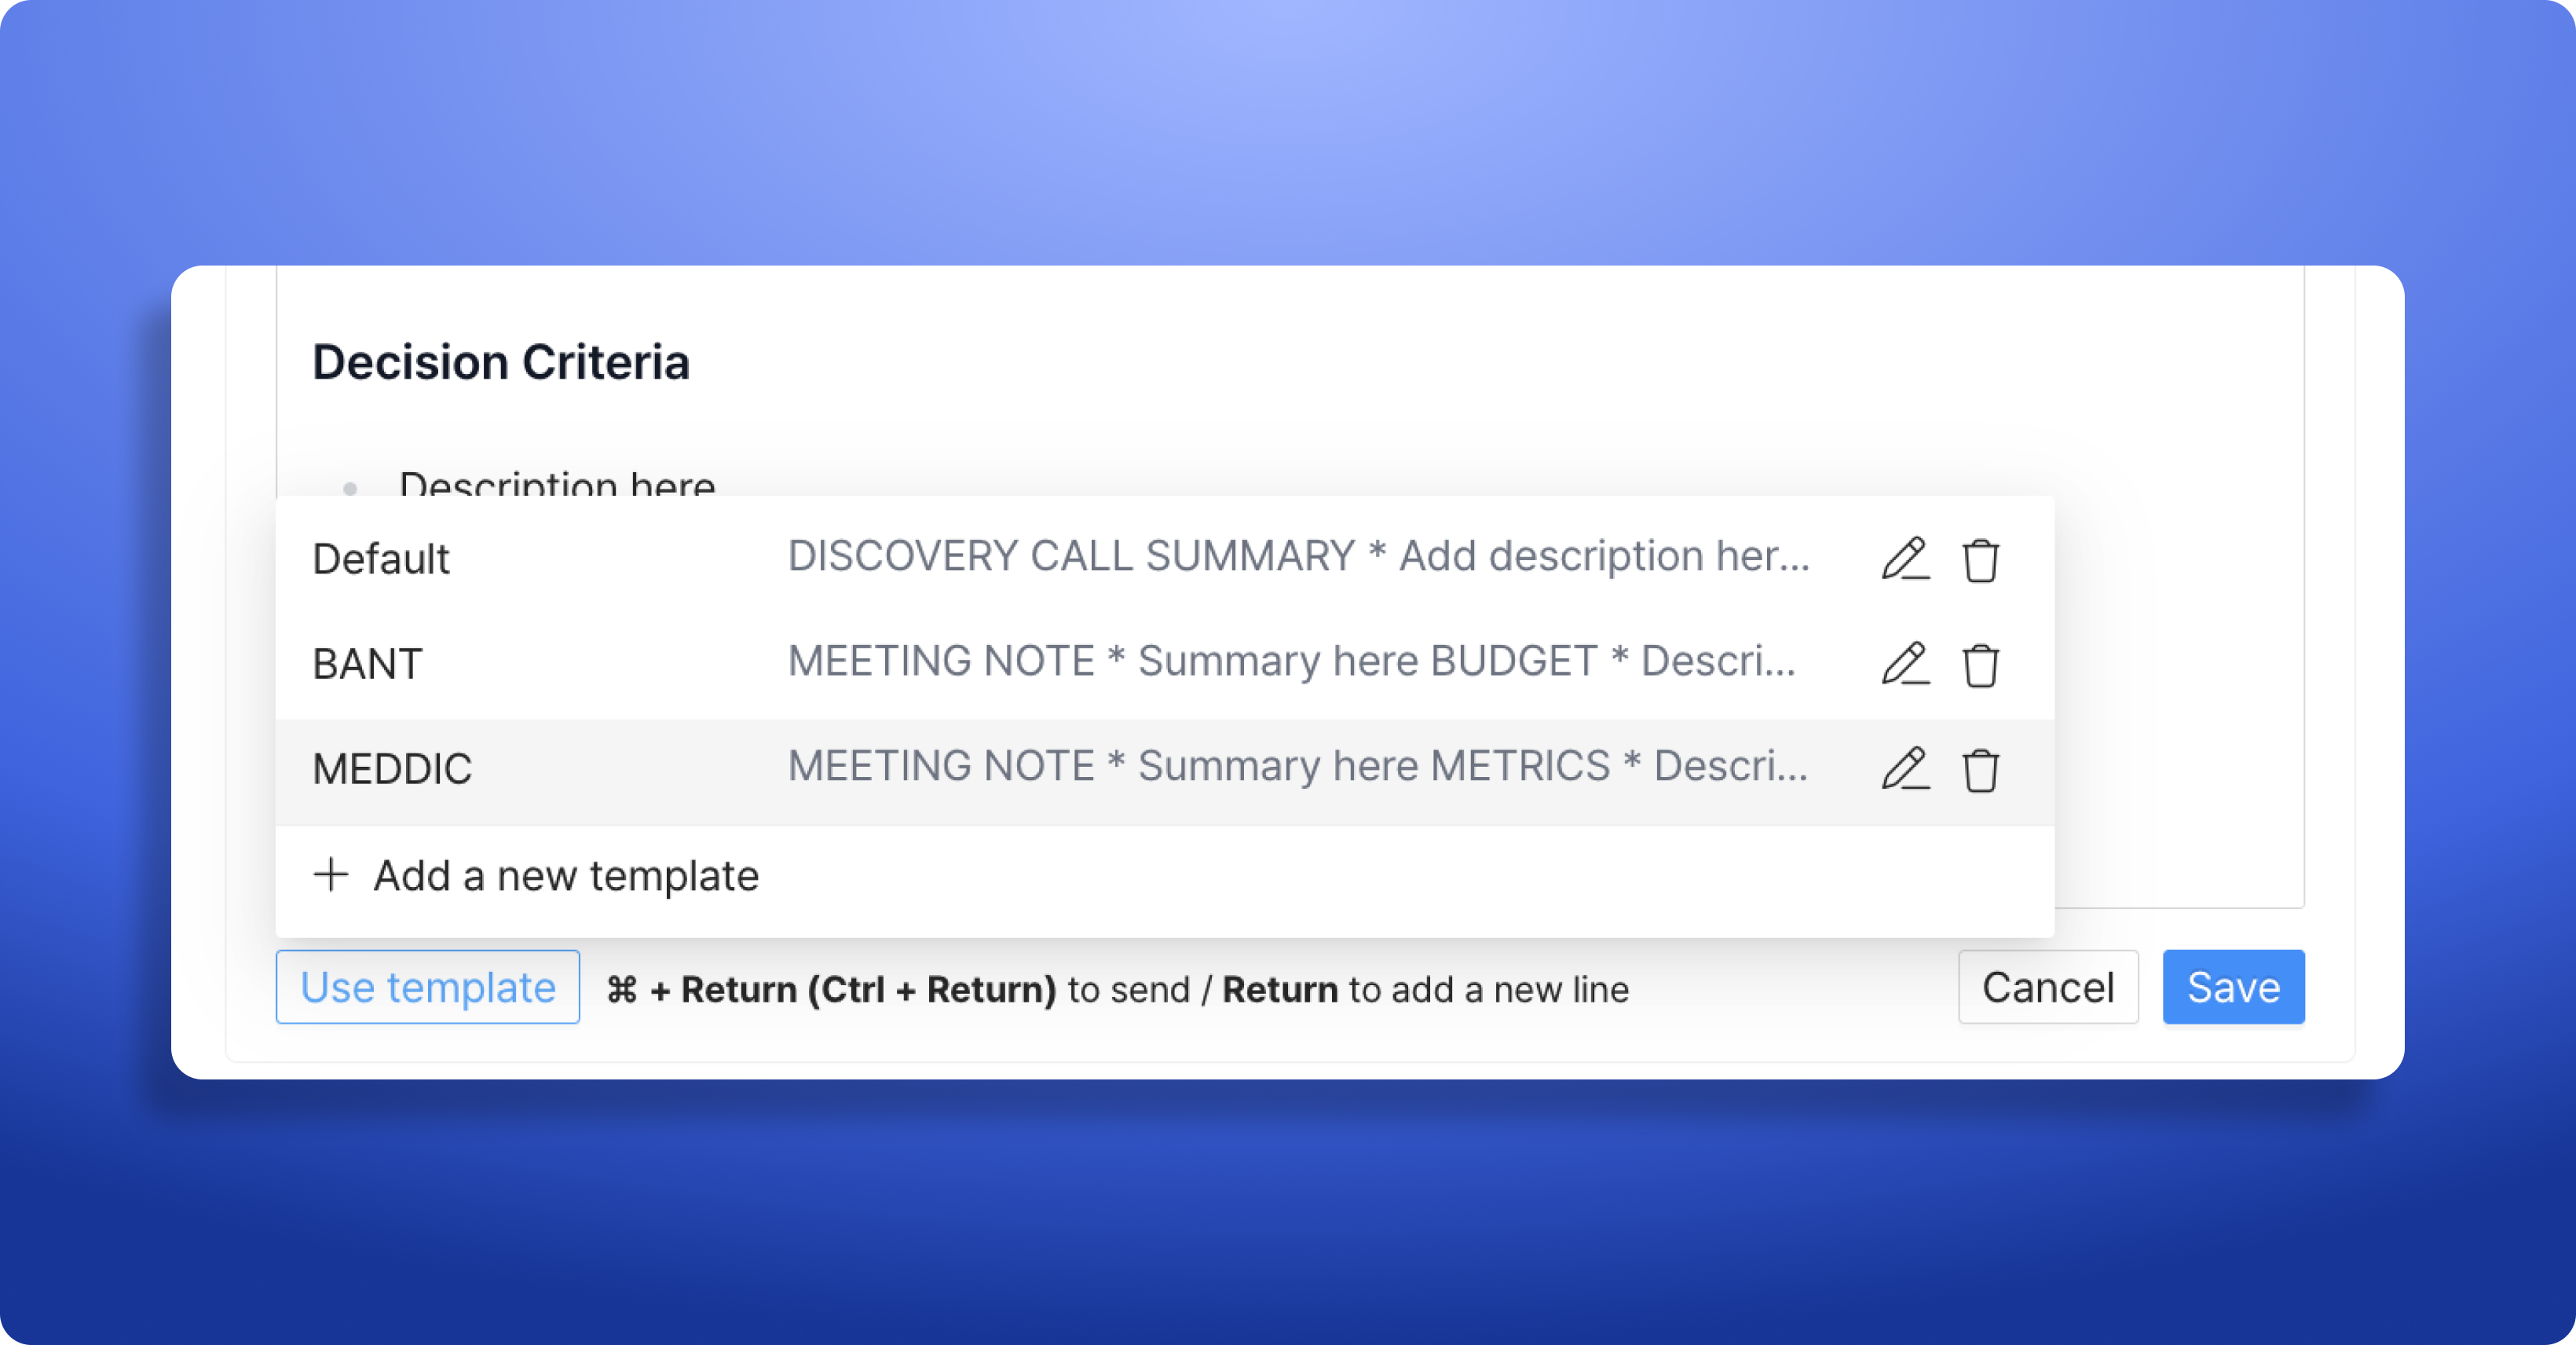 Decision Criteria
Description here
Default DISCOVERY CALL SUMMARY * Add description her...
BANT MEETING NOTE * Summary here BUDGET * Descri...
MEDDIC MEETING NOTE * Summary here METRICS * Descri...
+ Add a new template
Use template ⌘ + Return (Ctrl + Return) to send / Return to add a new line Cancel Save